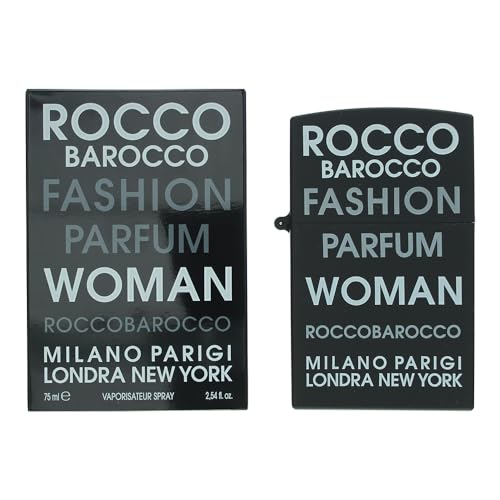 ROCCO
BAROCCO
FASHION
PARFUM
WOMAN
ROCCOBAROCCO
MILANO PARIGI
LONDRA NEW YORK
75 ml ℮ VAPORISATEUR SPRAY 2,54 fl. oz.
ROCCO
BAROCCO
FASHION
PARFUM
WOMAN
ROCCOBAROCCO
MILANO PARIGI
LONDRA NEW YORK